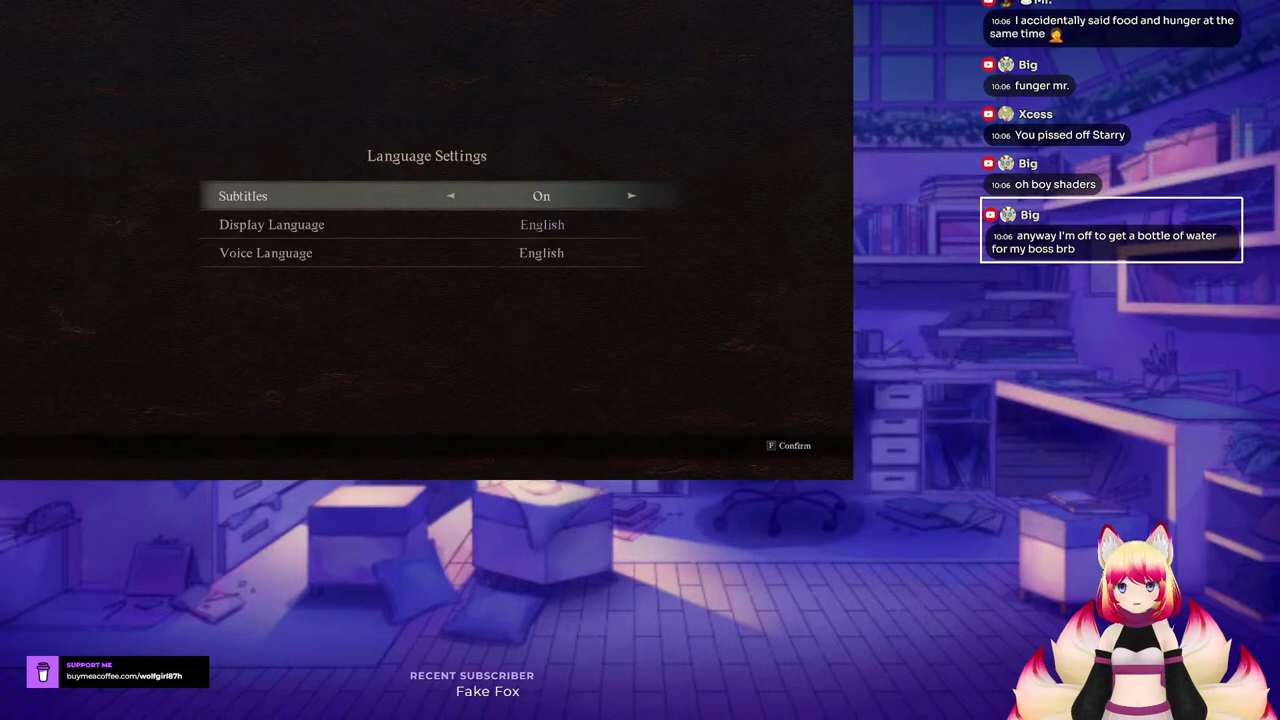 Mr.
10:06 I accidentally said food and hunger at the
same time
Big
10:06 funger mr.
Xcess
10:06 You pissed off Starry
Big
10:06 oh boy shaders
Big
10:06 anyway I'm off to get a bottle of water
for my boss brb
Language Settings
Subtitles On
Display Language English
Voice Language English
F Confirm
SUPPORT ME
buymeacoffee.com/wolfgirl87h
RECENT SUBSCRIBER
Fake Fox